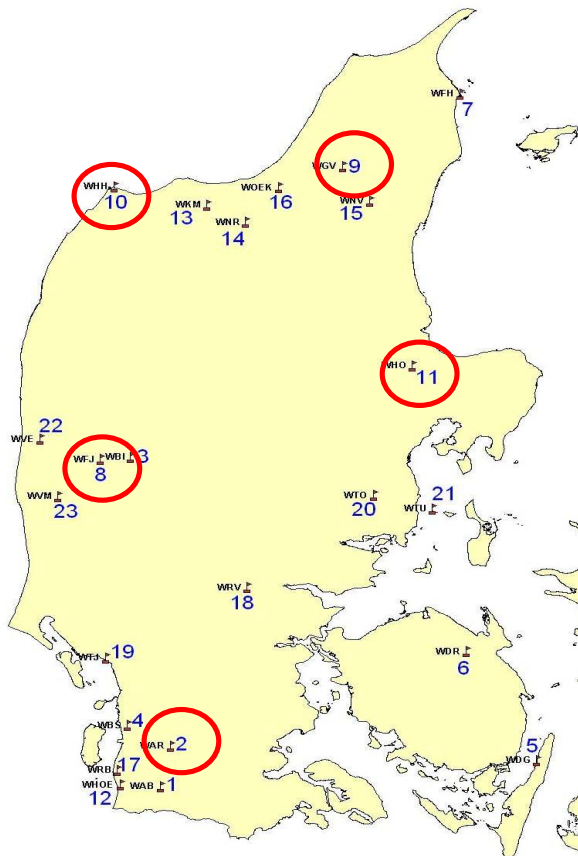 WFH
7
WGV 9
WHH
10
WOEK
16
WKM
13
WNV
15
WNR
14
WHO
11
22
WVE
WFJ
8
WBI 3
WVM
23
WTO
20
21
WTU
WRV
18
WTJ 19
WDR
6
4
WBS
WAR 2
5
WDG
17
WRB
WHOE
12
WAB 1